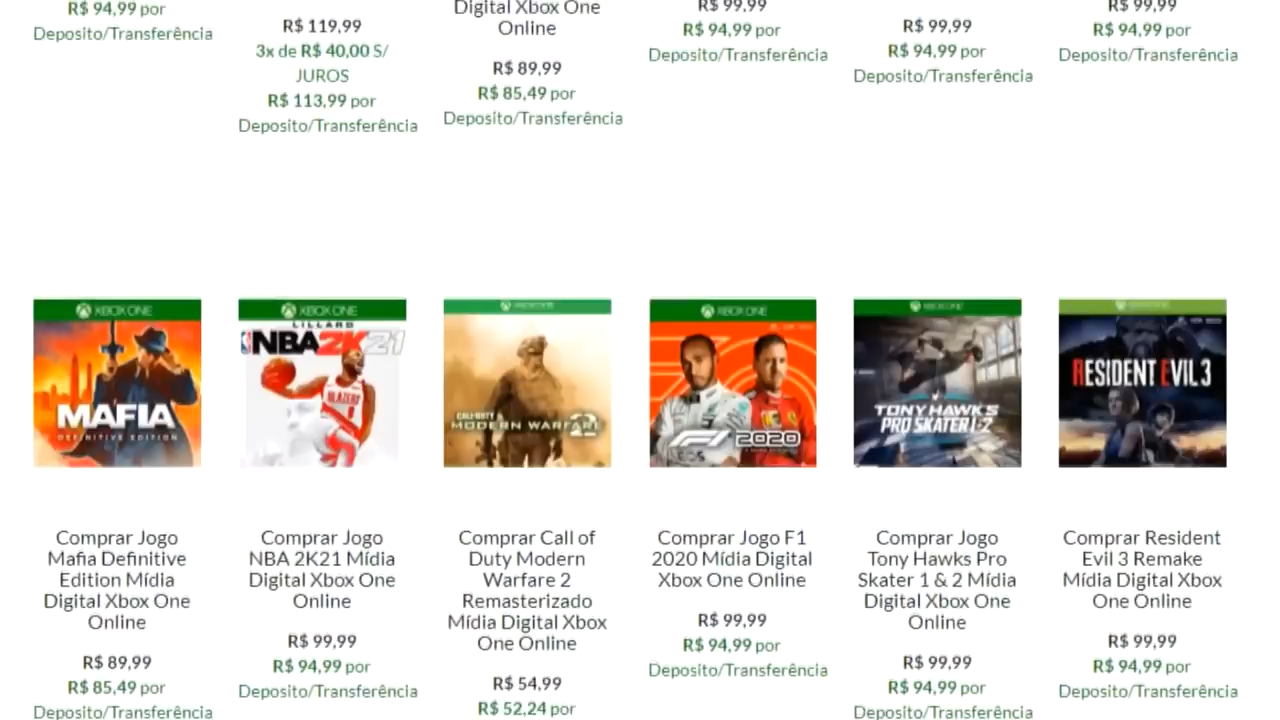 R$ 94,99 por
Deposito/Transferência
R$ 119,99
3x de R$ 40,00 S/
JUROS
R$ 113,99 por
Deposito/Transferência
Digital Xbox One
Online
R$ 89,99
R$ 85,49 por
Deposito/Transferência
R$ 99,99
R$ 94,99 por
Deposito/Transferência
R$ 99,99
R$ 94,99 por
Deposito/Transferência
R$ 99,99
R$ 94,99 por
Deposito/Transferência
XBOX ONE
MAFIA
DEFINITIVE EDITION
Comprar Jogo
Mafia Definitive
Edition Mídia
Digital Xbox One
Online
R$ 89,99
R$ 85,49 por
Deposito/Transferência
XBOX ONE
LILLARD
NBA 2K21
BLAZERS
Comprar Jogo
NBA 2K21 Mídia
Digital Xbox One
Online
R$ 99,99
R$ 94,99 por
Deposito/Transferência
XBOX ONE
CALL OF DUTY
MODERN WARFARE 2
Comprar Call of
Duty Modern
Warfare 2
Remasterizado
Mídia Digital Xbox
One Online
R$ 54,99
R$ 52,24 por
XBOX ONE
F1 2020
Comprar Jogo F1
2020 Mídia Digital
Xbox One Online
R$ 99,99
R$ 94,99 por
Deposito/Transferência
XBOX ONE
TONY HAWK'S
PRO SKATER 1+2
Comprar Jogo
Tony Hawks Pro
Skater 1 & 2 Mídia
Digital Xbox One
Online
R$ 99,99
R$ 94,99 por
Deposito/Transferência
XBOX ONE
RESIDENT EVIL 3
Comprar Resident
Evil 3 Remake
Mídia Digital Xbox
One Online
R$ 99,99
R$ 94,99 por
Deposito/Transferência